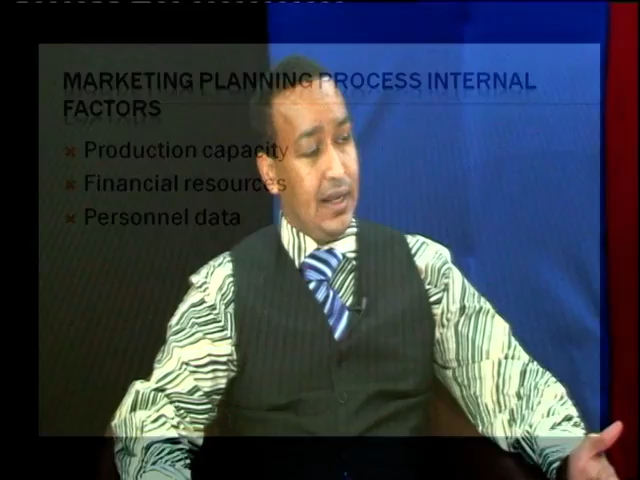 MARKETING PLANNING PROCESS INTERNAL
FACTORS
Production capacity
Financial resources
Personnel data